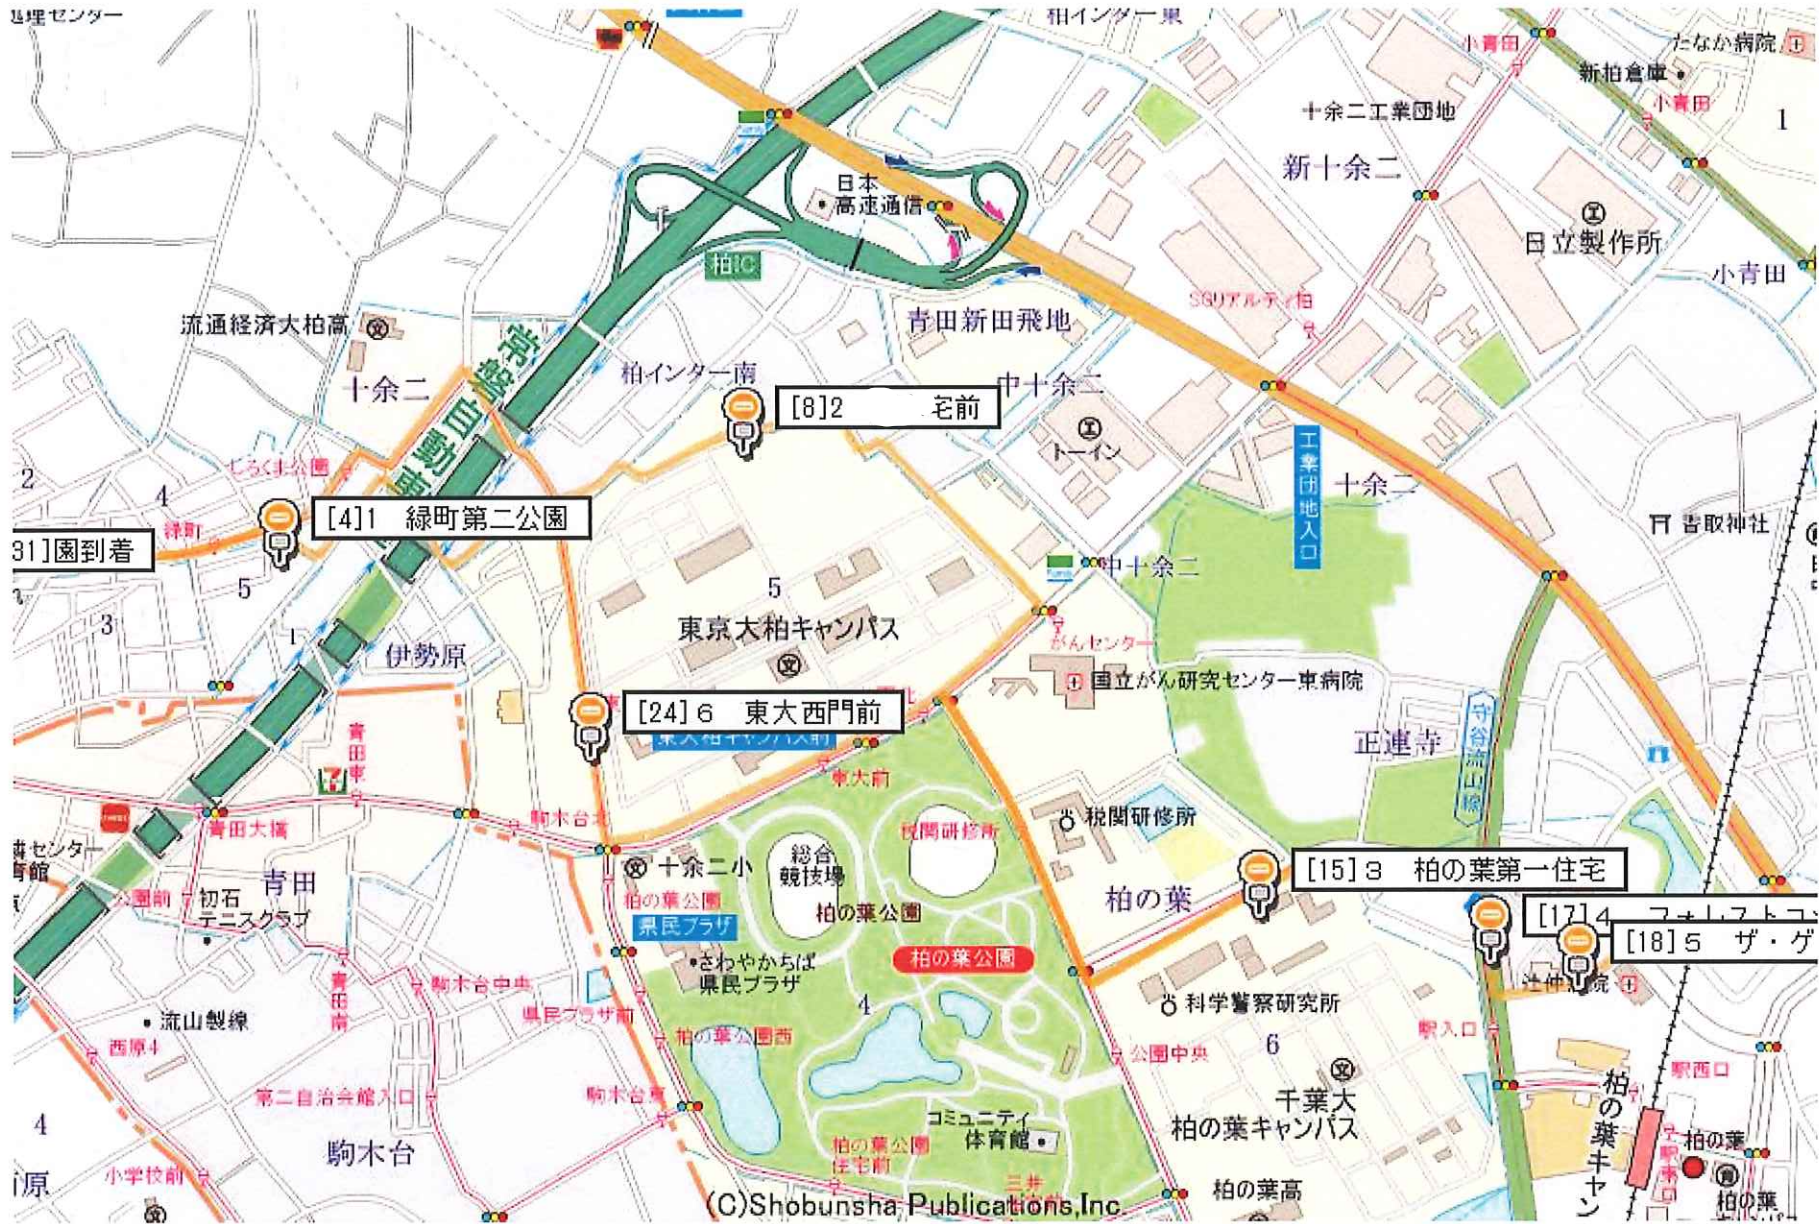 柏インター東
小青田
たなか病院
新柏倉庫
小青田
十余二工業団地
1
新十余二
日本
高速通信
日立製作所
小青田
柏IC
SGリアルティ柏
青田新田飛地
流通経済大柏高
常磐自動車
柏インター南
中十余二
十余二
[8]2 宅前
トーイン
工業団地入口
十余二
しろくま公園
2
4
[4]1 緑町第二公園
緑町
香取神社
31]園到着
中十余二
5
5
3
1
東京大柏キャンパス
がんセンター
伊勢原
国立がん研究センター東病院
[24]6 東大西門前
東大柏キャンパス前
守谷流山線
正連寺
青田東
東大前
青田大橋
駒木台北
税関研修所
税関研修所
総合
競技場
十余二小
[15]3 柏の葉第一住宅
青田
公園前
初石
テニスクラブ
柏の葉公園
柏の葉公園
柏の葉
県民プラザ
[17]4 フォレストコ
[18]5 ザ・ゲ
柏の葉公園
さわやかちば
県民プラザ
辻仲病院
青田南
駒木台中央
県民プラザ前
4
科学警察研究所
流山製線
西原4
柏の葉公園西
公園中央
6
駅入口
駅西口
第二自治会館入口
駒木台東
千葉大
柏の葉キャンパス
柏の葉キャン
コミュニティ
体育館
4
駒木台
柏の葉公園
住宅前
柏の葉
駅東口
小学校前
柏の葉高
柏の葉
(C)Shobunsha Publications,Inc.